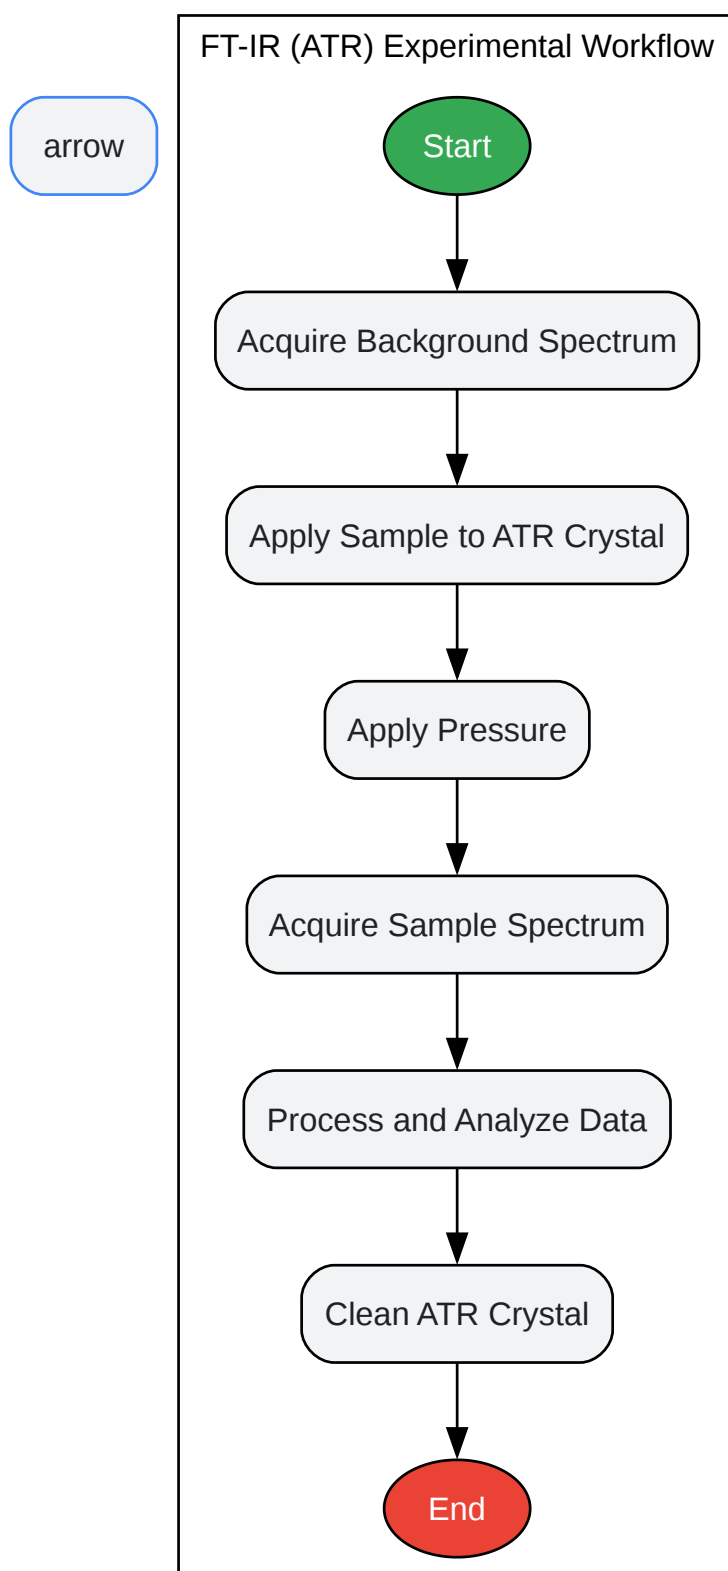 FT-IR (ATR) Experimental Workflow
arrow
Start
Acquire Background Spectrum
Apply Sample to ATR Crystal
Apply Pressure
Acquire Sample Spectrum
Process and Analyze Data
Clean ATR Crystal
End